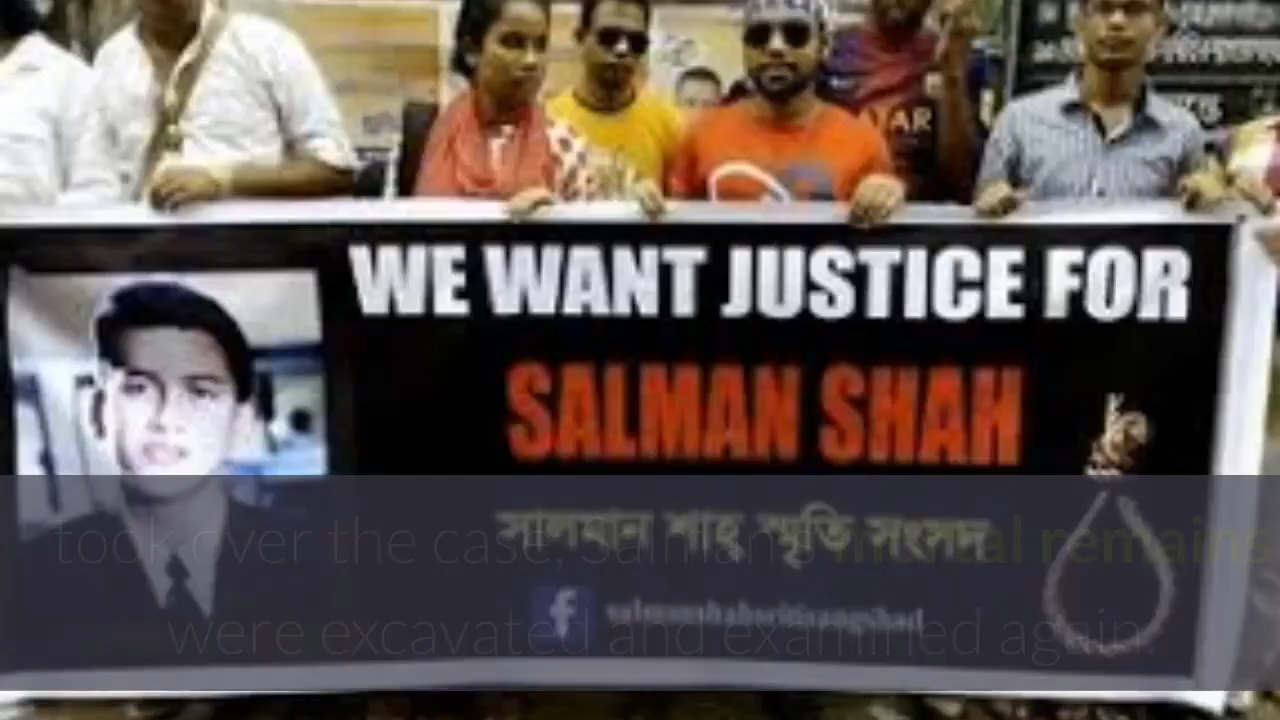 YAR
WE WANT JUSTICE FOR
SALMAN SHAH
সালমান শাহ্ স্মৃতি সংসদ
took over the case, Salman's mortal remains
were excavated and examined again.